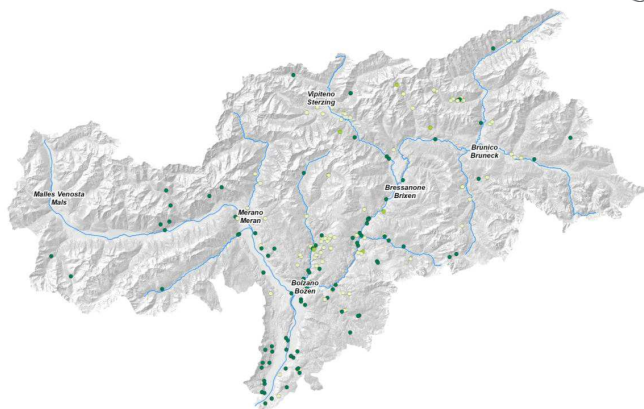 Vipiteno
Sterzing
Brunico
Bruneck
Malles Venosta
Mals
Bressanone
Brixen
Merano
Meran
Bolzano
Bozen